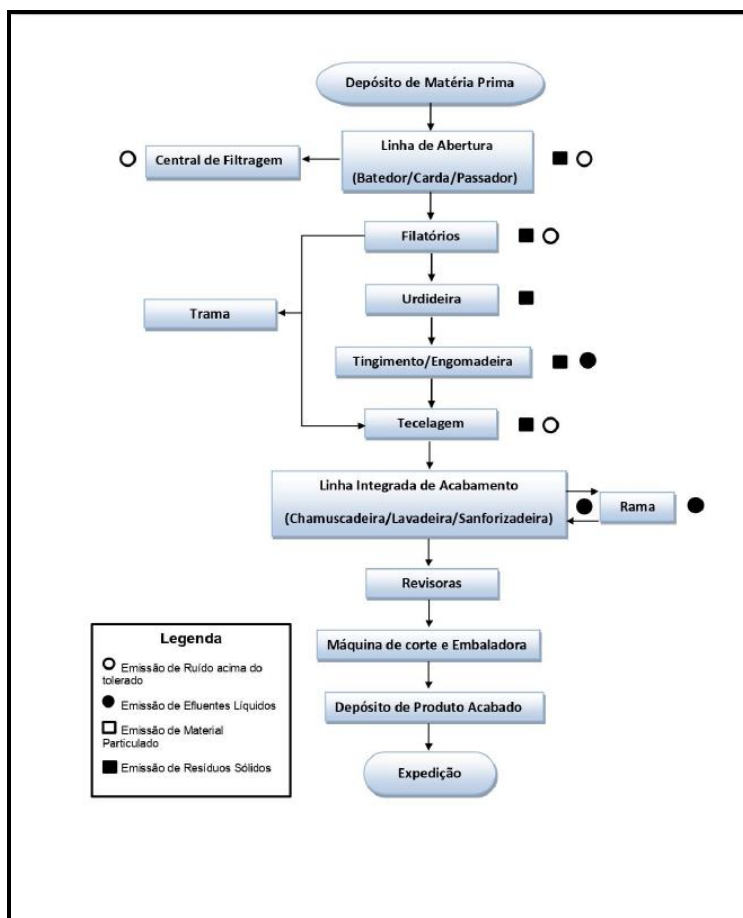 Depósito de Matéria Prima
Linha de Abertura
(Batedor/Carda/Passador)
Central de Filtragem
Filatórios
Urdideira
Trama
Tingimento/Engomadeira
Tecelagem
Linha Integrada de Acabamento
(Chamuscadeira/Lavadeira/Sanforizadeira)
Rama
Revisoras
Máquina de corte e Embaladora
Depósito de Produto Acabado
Expedição
Legenda
Emissão de Ruído acima do
tolerado
Emissão de Efluentes Líquidos
Emissão de Material
Particulado
Emissão de Resíduos Sólidos